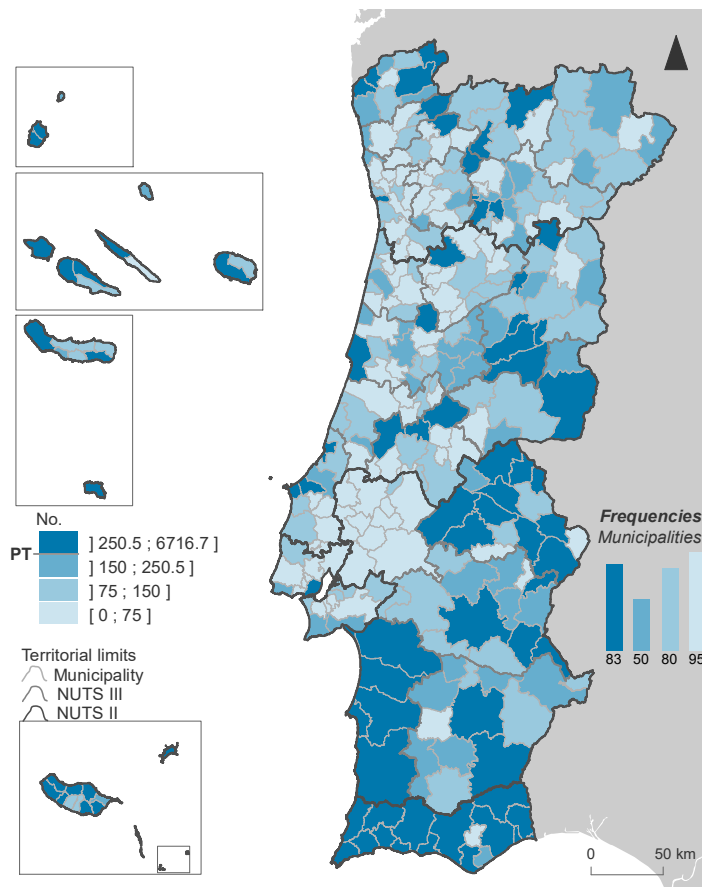 No.
] 250.5 ; 6716.7 ]
PT
] 150 ; 250.5 ]
] 75 ; 150 ]
[ 0 ; 75 ]
Territorial limits
Municipality
NUTS III
NUTS II
Frequencies
Municipalities
83 50 80 95
0 50 km